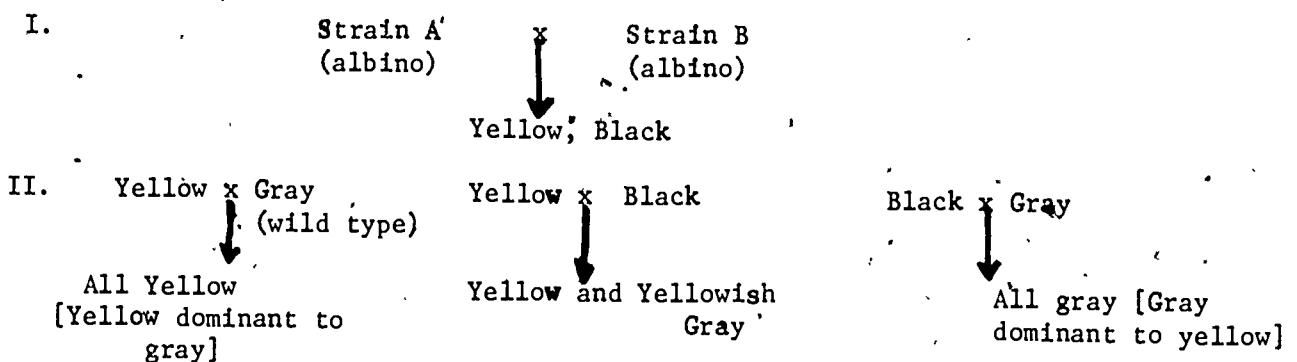 I. Strain A x Strain B
(albino) (albino)
Yellow, Black
II. Yellow x Gray Yellow x Black Black x Gray
(wild type)
All Yellow Yellow and Yellowish All gray [Gray
[Yellow dominant to Gray dominant to yellow]
gray]